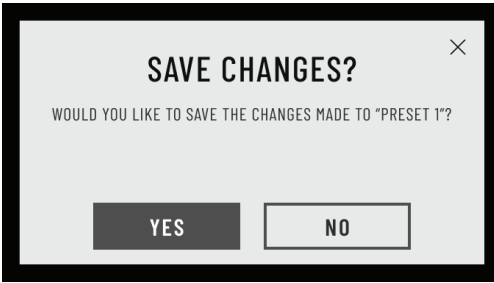 SAVE CHANGES?
WOULD YOU LIKE TO SAVE THE CHANGES MADE TO “PRESET 1”?
YES
NO